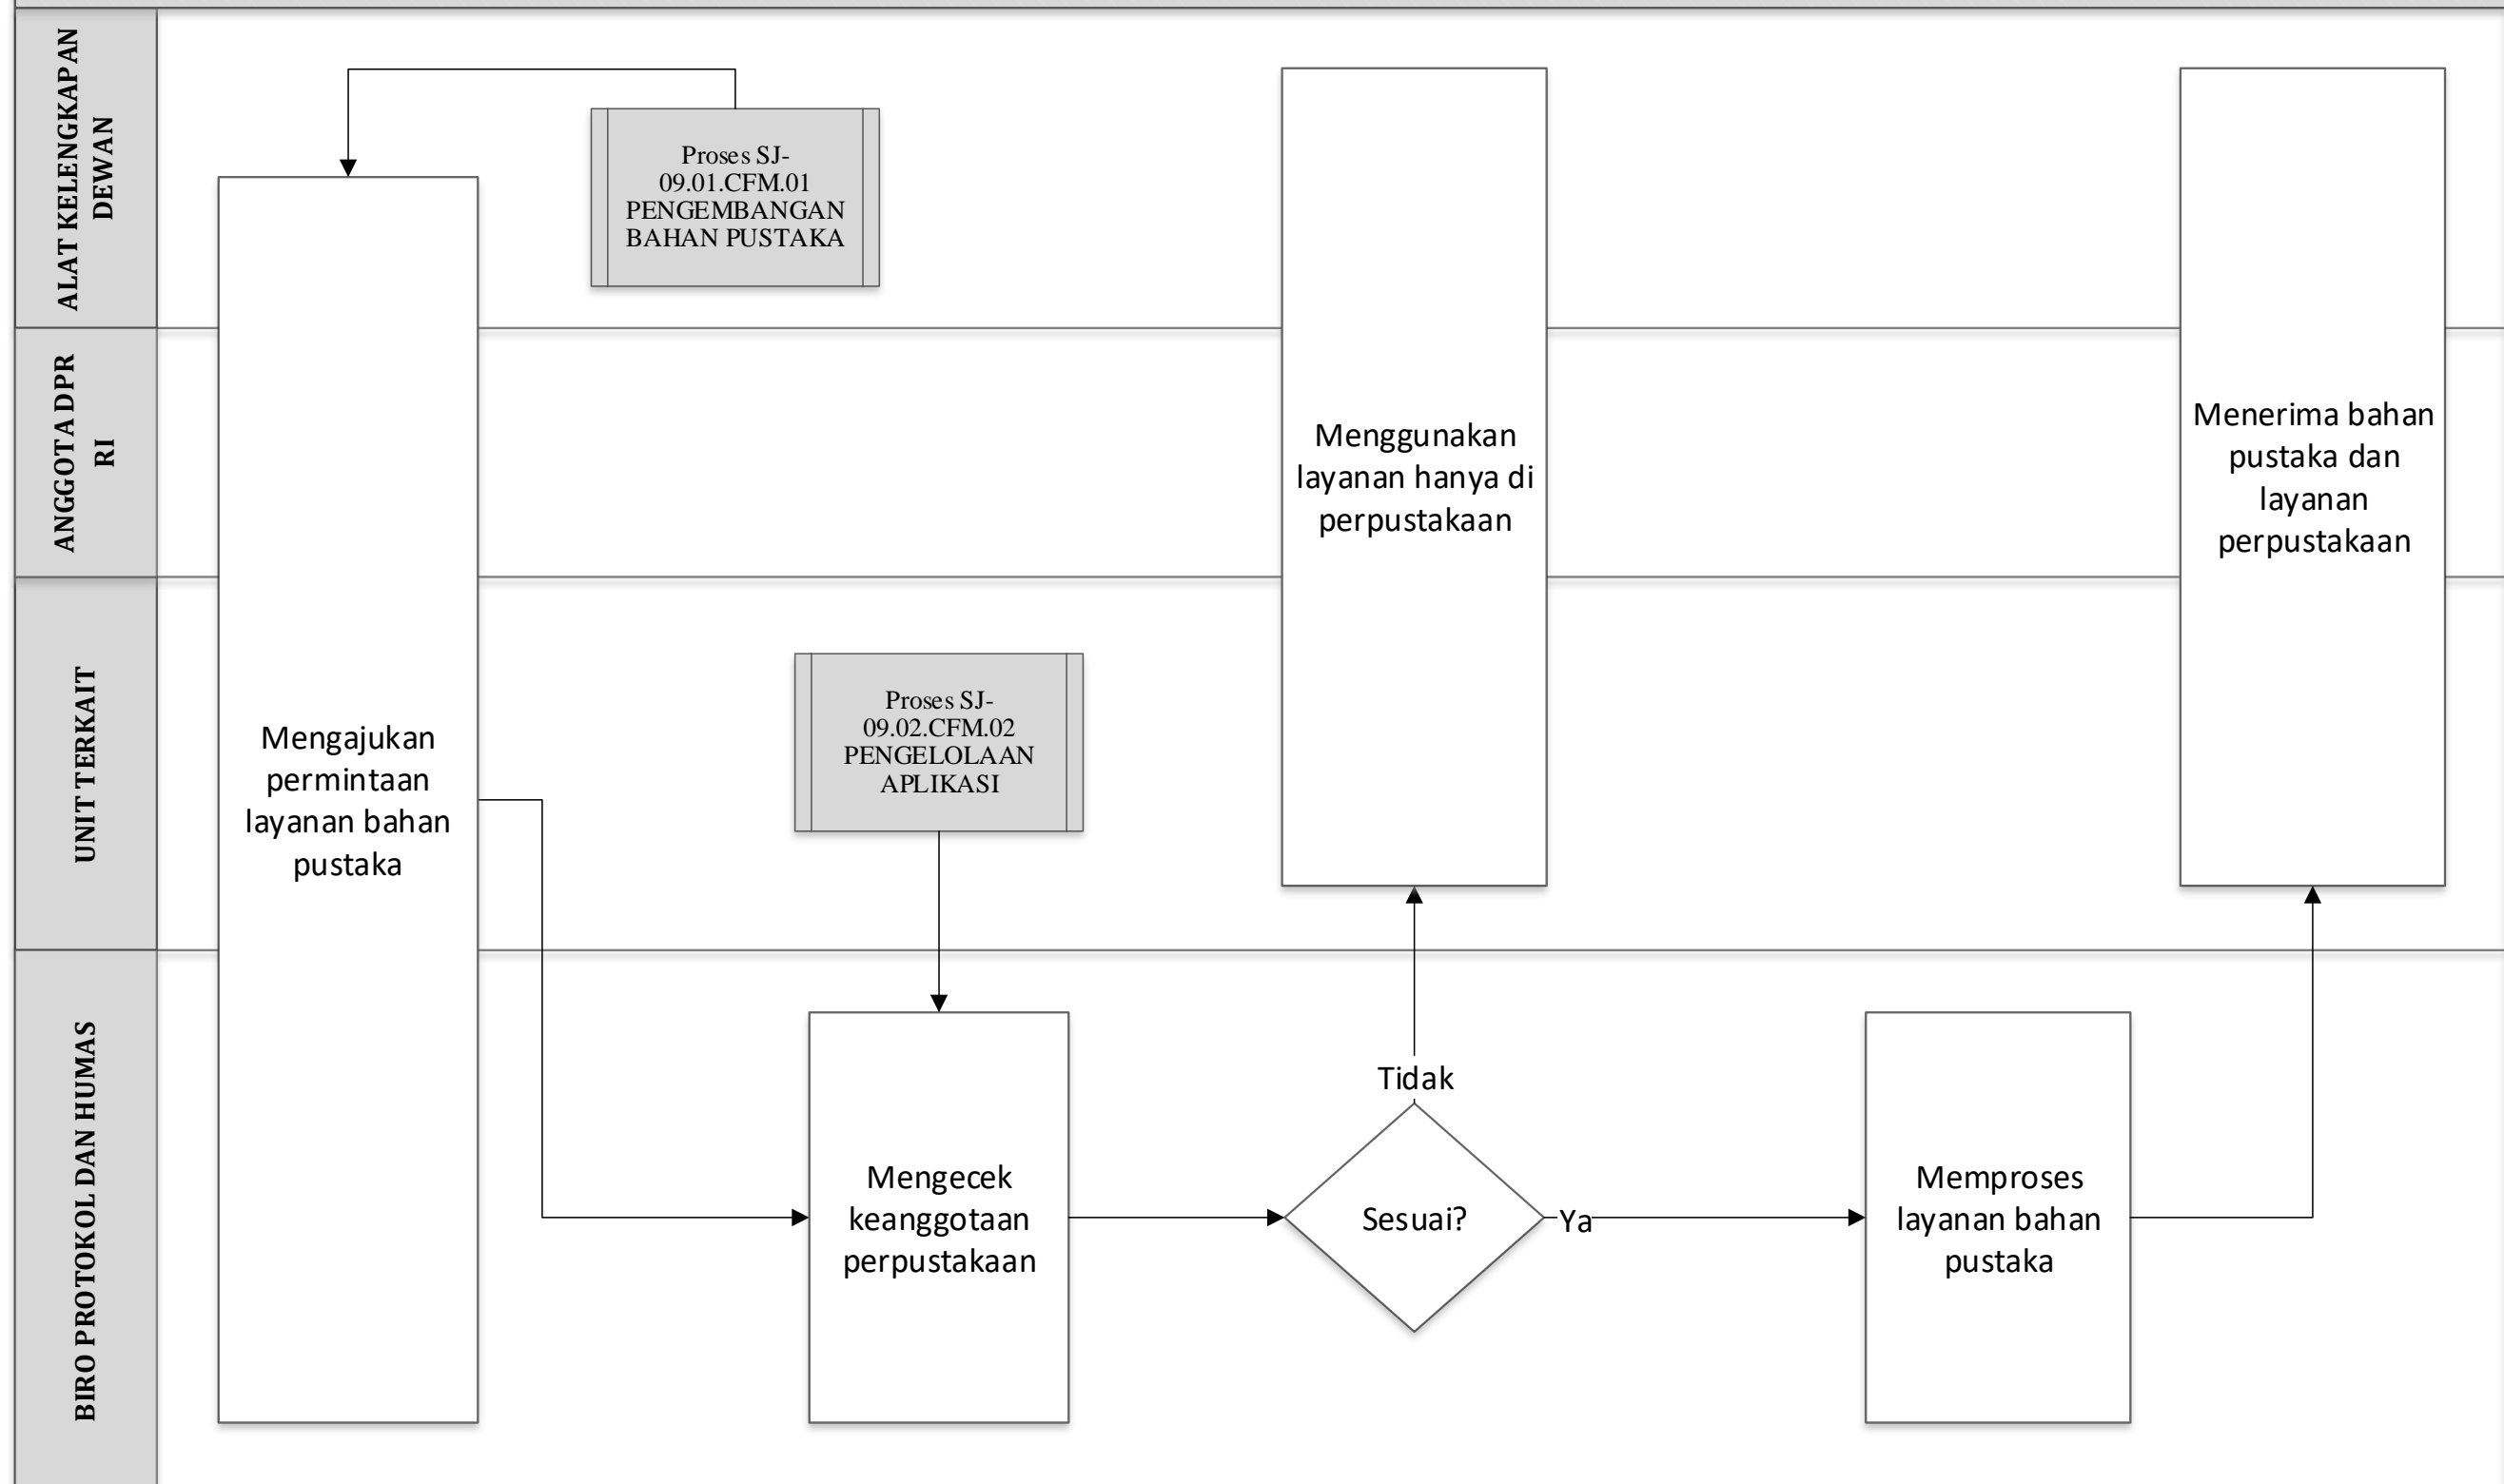 ALAT KELENGKAPAN
DEWAN
Proses SJ-
09.01.CFM.01
PENGEMBANGAN
BAHAN PUSTAKA
ANGGOTA DPR
RI
Menggunakan
layanan hanya di
perpustakaan
Menerima bahan
pustaka dan
layanan
perpustakaan
UNIT TERKAIT
Mengajukan
permintaan
layanan bahan
pustaka
Proses SJ-
09.02.CFM.02
PENGELOLAAN
APLIKASI
BIRO PROTOKOL DAN HUMAS
Mengecek
keanggotaan
perpustakaan
Tidak
Sesuai?
Ya
Memproses
layanan bahan
pustaka